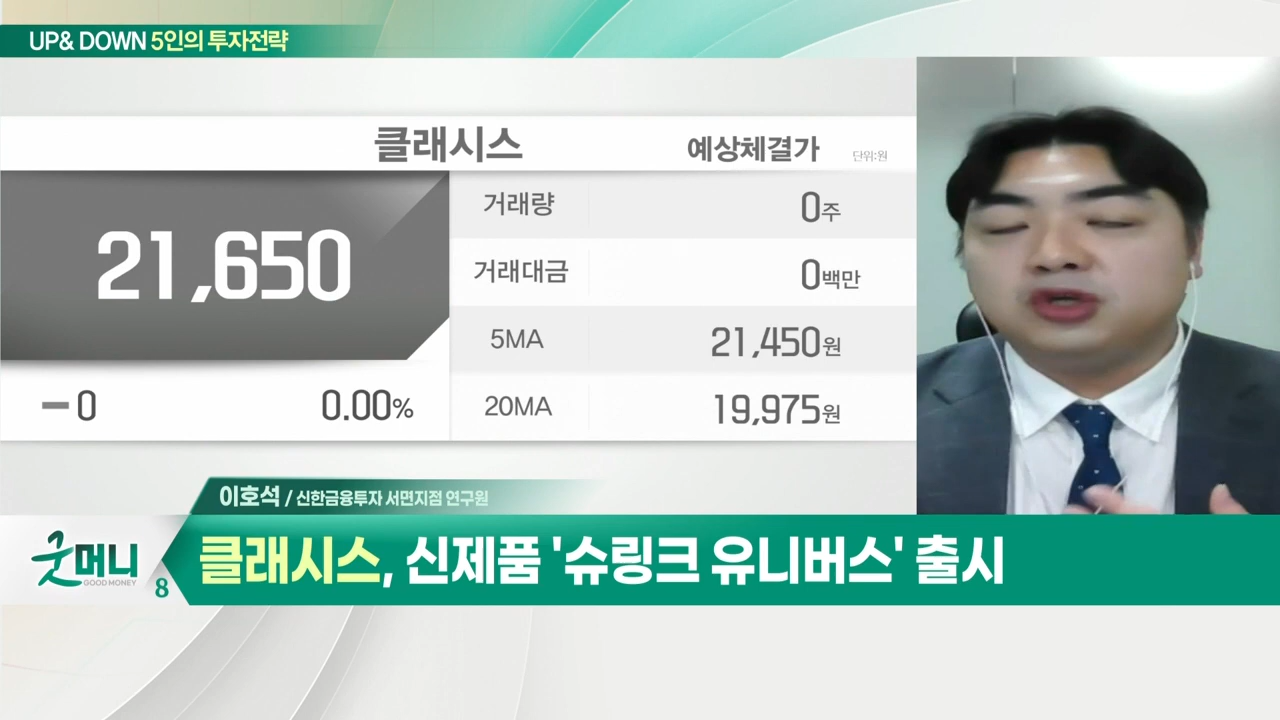 UP& DOWN 5인의 투자전략
클래시스
예상체결가 단위:원
21,650
0 0.00%
거래량 0주
거래대금 0백만
5MA 21,450원
20MA 19,975원
이호석 / 신한금융투자 서면지점 연구원
굿머니
GOOD MONEY
8
클래시스, 신제품 '슈링크 유니버스' 출시